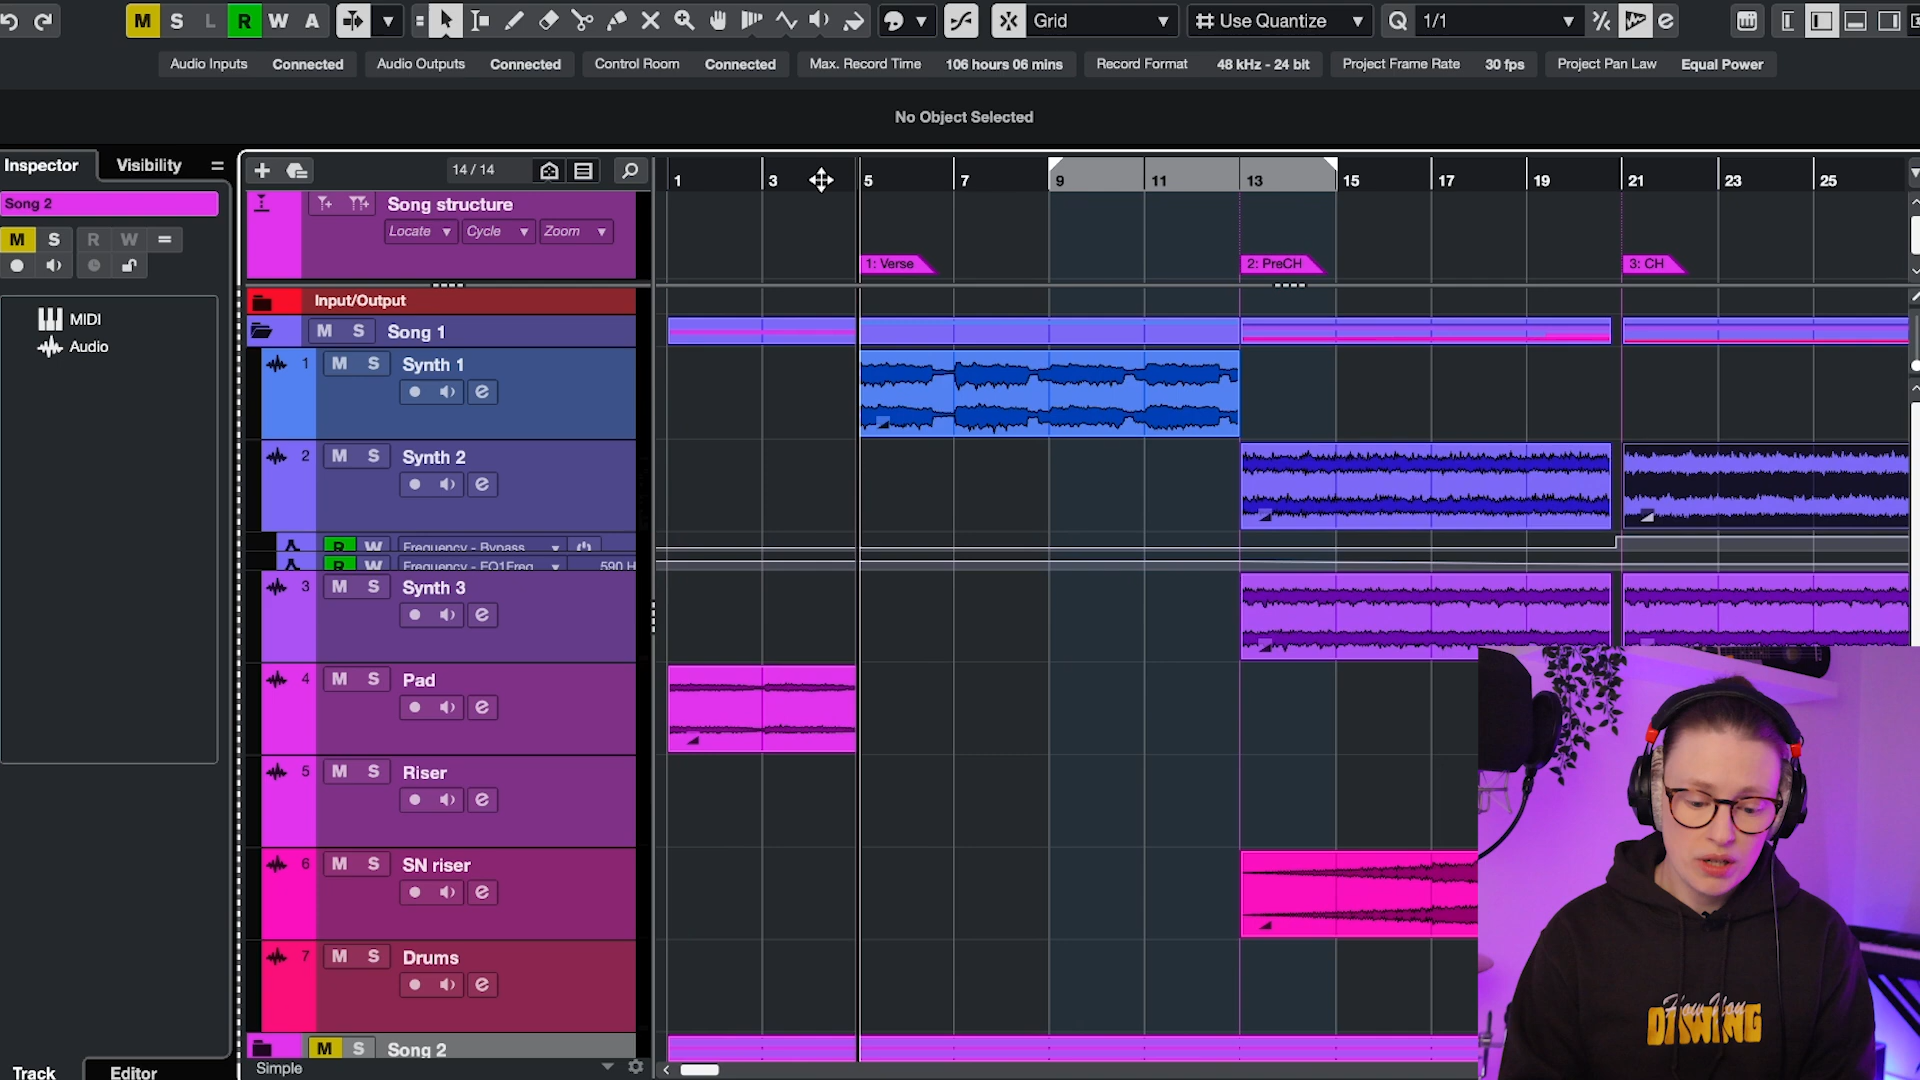 M S L R W A Grid Use Quantize Q 1/1
Audio Inputs Connected Audio Outputs Connected Control Room Connected Max. Record Time 106 hours 06 mins Record Format 48 kHz - 24 bit Project Frame Rate 30 fps Project Pan Law Equal Power
No Object Selected
Inspector Visibility
14 / 14
1 3 5 7 9 11 13 15 17 19 21 23 25
Song 2
Song structure
M S R W
Locate Cycle Zoom
1: Verse 2: PreCH 3: CH
Input/Output
MIDI
M S Song 1
Audio
1 M S Synth 1
2 M S Synth 2
R W Frequency - Bypass
R W Frequency - EQ1Freq 590 H
3 M S Synth 3
4 M S Pad
5 M S Riser
6 M S SN riser
7 M S Drums
M S Song 2
Simple
Track Editor